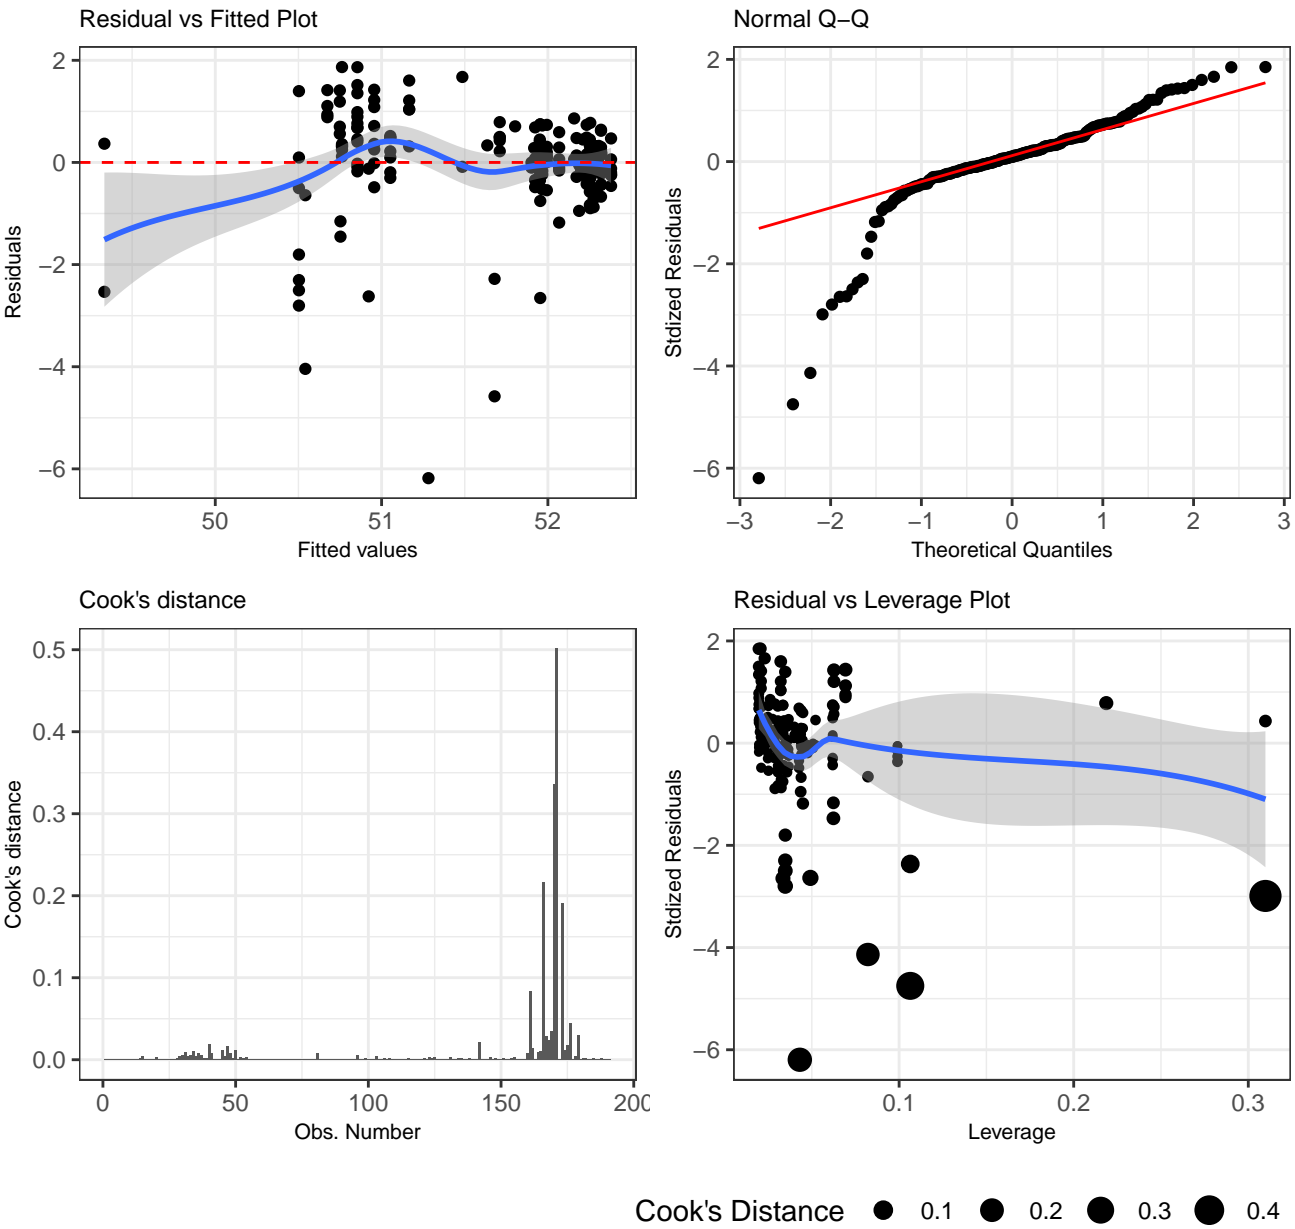 Residual vs Fitted Plot
2
0
−2
−4
−6
Residuals
50 51 52
Fitted values
Normal Q−Q
2
0
−2
−4
−6
Stdized Residuals
−3 −2 −1 0 1 2 3
Theoretical Quantiles
Cook's distance
0.5
0.4
0.3
0.2
0.1
0.0
Cook's distance
0 50 100 150 200
Obs. Number
Residual vs Leverage Plot
2
0
−2
−4
−6
Stdized Residuals
0.1 0.2 0.3
Leverage
Cook's Distance 0.1 0.2 0.3 0.4